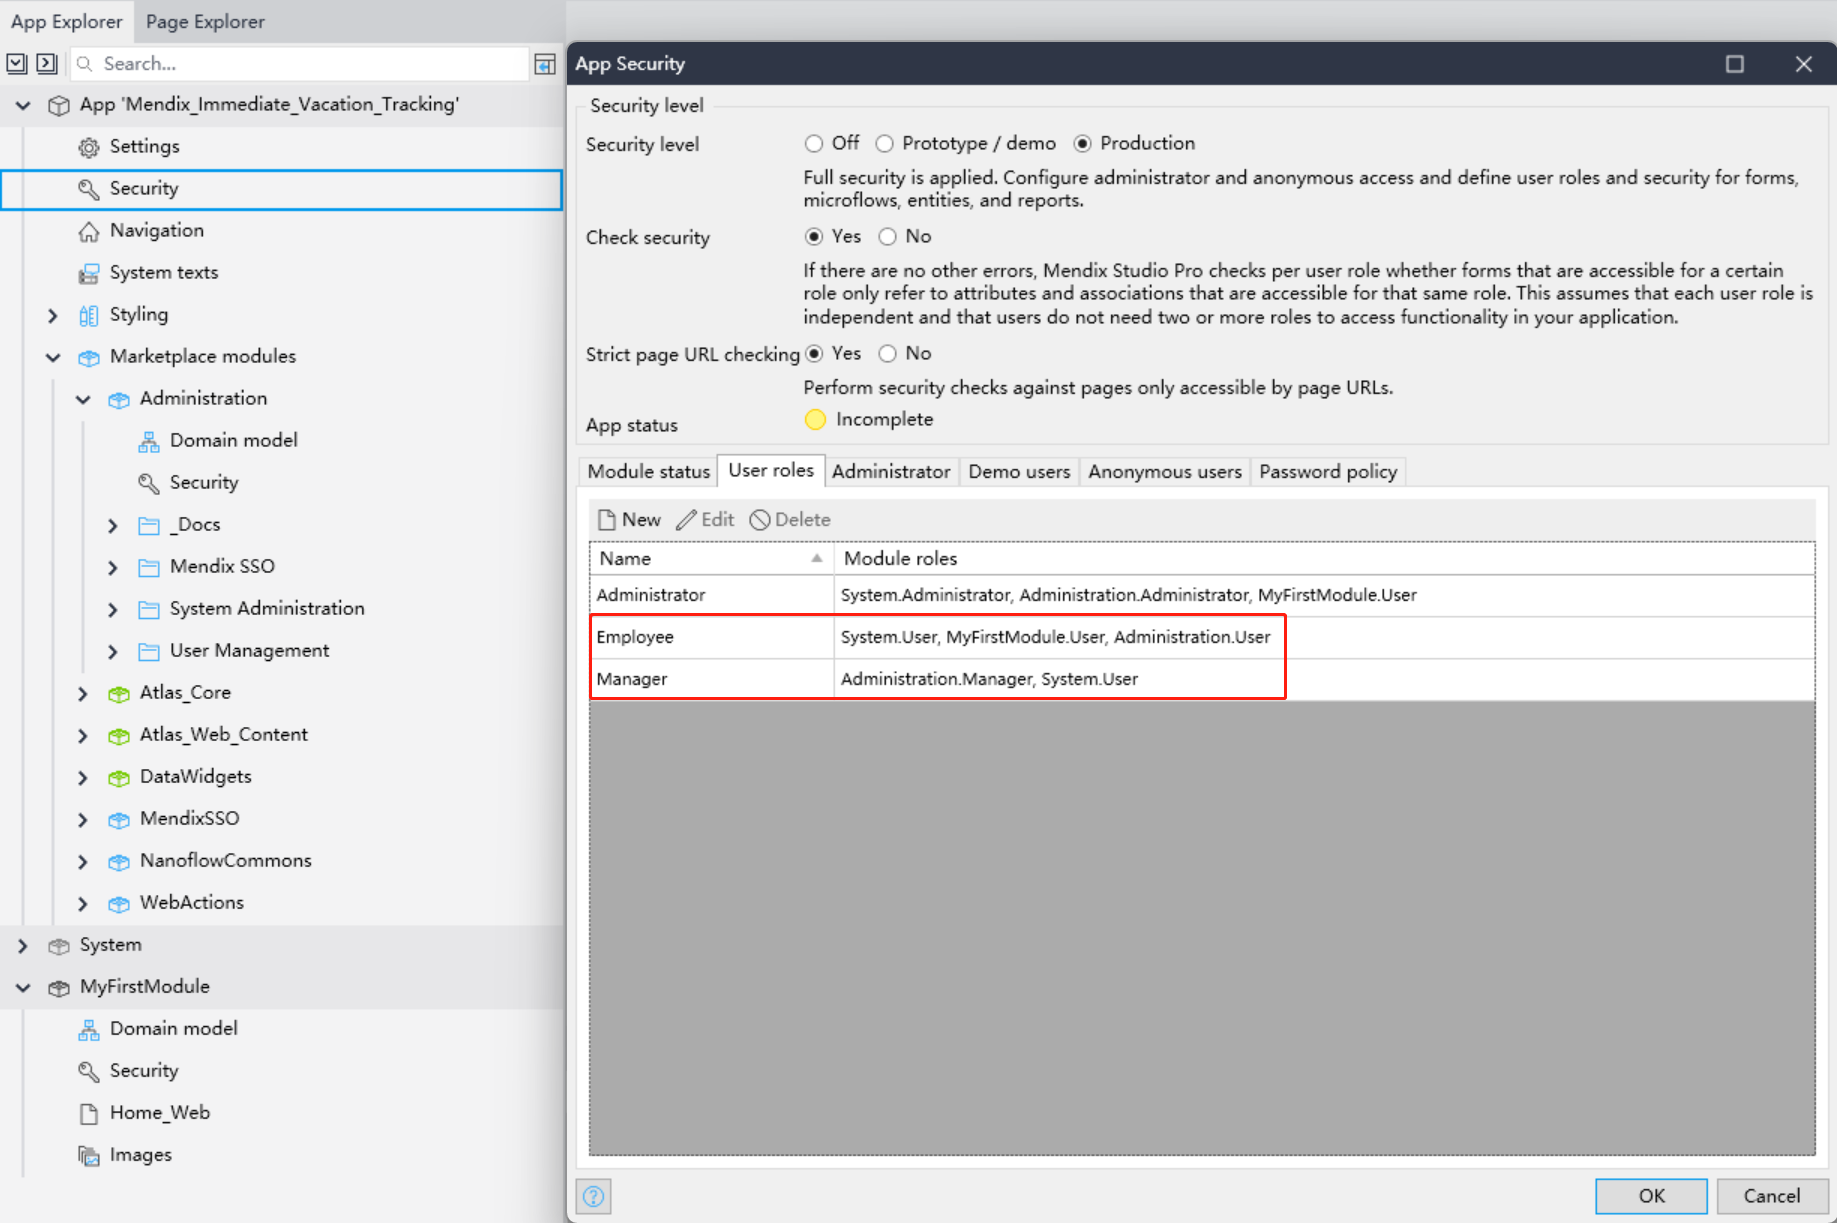 App Explorer
Page Explorer
Search...
App 'Mendix_Immediate_Vacation_Tracking'
Settings
Security
Navigation
System texts
Styling
Marketplace modules
Administration
Domain model
Security
_Docs
Mendix SSO
System Administration
User Management
Atlas_Core
Atlas_Web_Content
DataWidgets
MendixSSO
NanoflowCommons
WebActions
System
MyFirstModule
Domain model
Security
Home_Web
Images
App Security
Security level
Security level Off Prototype / demo Production
Full security is applied. Configure administrator and anonymous access and define user roles and security for forms,
microflows, entities, and reports.
Check security Yes No
If there are no other errors, Mendix Studio Pro checks per user role whether forms that are accessible for a certain
role only refer to attributes and associations that are accessible for that same role. This assumes that each user role is
independent and that users do not need two or more roles to access functionality in your application.
Strict page URL checking Yes No
Perform security checks against pages only accessible by page URLs.
App status Incomplete
Module status User roles Administrator Demo users Anonymous users Password policy
New Edit Delete
Name Module roles
Administrator System.Administrator, Administration.Administrator, MyFirstModule.User
Employee System.User, MyFirstModule.User, Administration.User
Manager Administration.Manager, System.User
?
OK Cancel